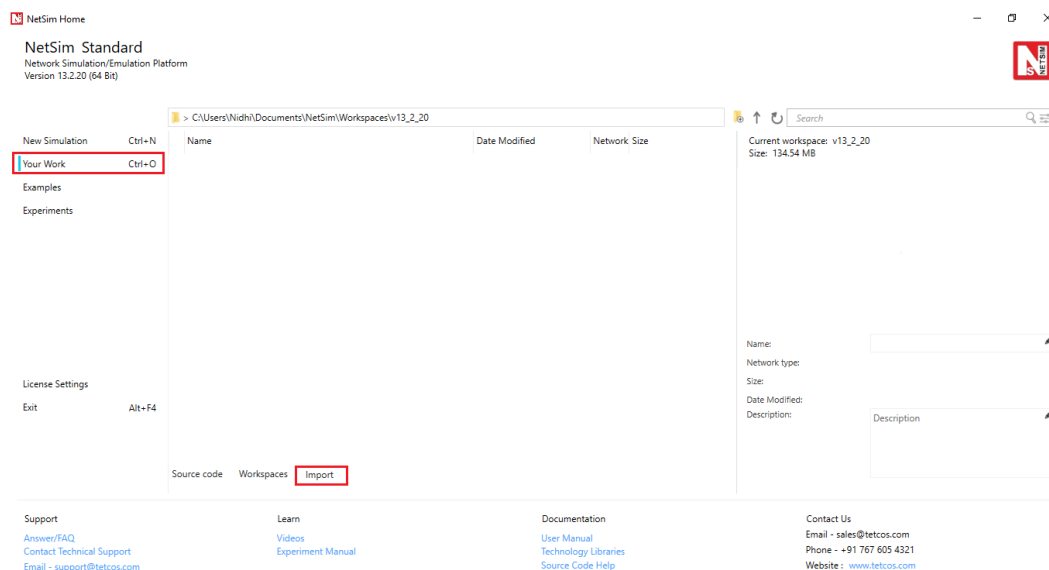 NetSim Home
NetSim Standard
Network Simulation/Emulation Platform
Version 13.2.20 (64 Bit)
NETSIM
> C:\Users\Nidhi\Documents\NetSim\Workspaces\v13_2_20
Search
New Simulation Ctrl+N
Name Date Modified Network Size
Current workspace: v13_2_20
Size: 134.54 MB
Your Work Ctrl+O
Examples
Experiments
Name:
Network type:
Size:
Date Modified:
Description:
Description
License Settings
Exit Alt+F4
Source code Workspaces Import
Support
Answer/FAQ
Contact Technical Support
Email - support@tetcos.com
Learn
Videos
Experiment Manual
Documentation
User Manual
Technology Libraries
Source Code Help
Contact Us
Email - sales@tetcos.com
Phone - +91 767 605 4321
Website : www.tetcos.com